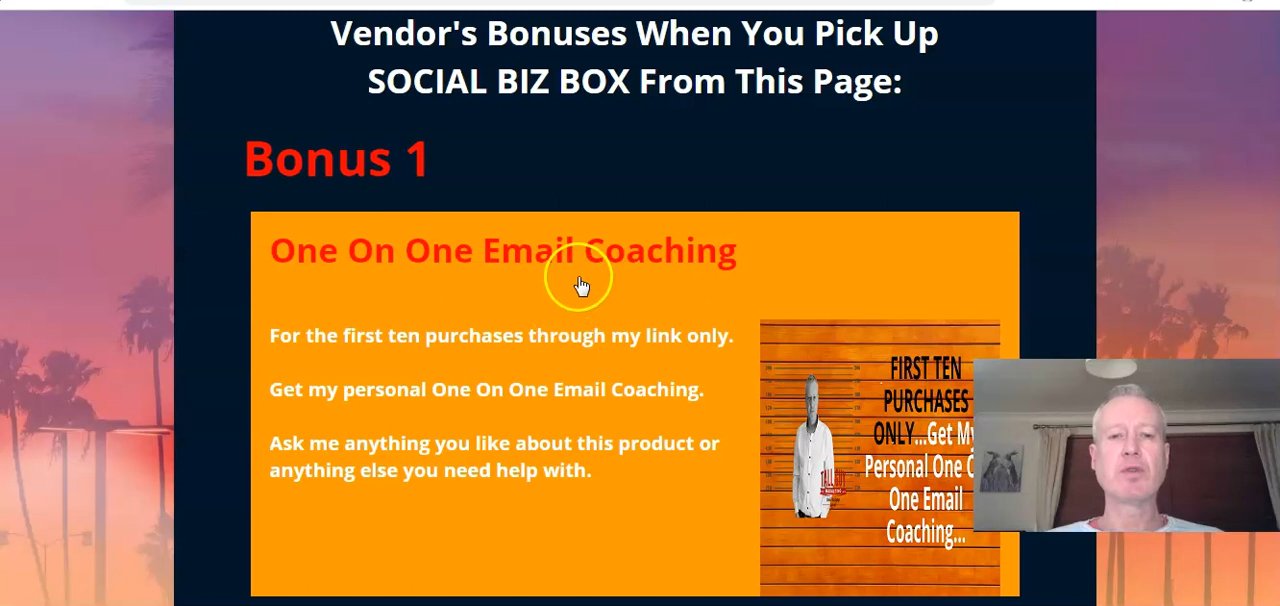 Vendor's Bonuses When You Pick Up
SOCIAL BIZ BOX From This Page:
Bonus 1
One On One Email Coaching
For the first ten purchases through my link only.
Get my personal One On One Email Coaching.
Ask me anything you like about this product or
anything else you need help with.
FIRST TEN
PURCHASES
ONLY...Get My
Personal One
One Email
Coaching...
TALL GUY